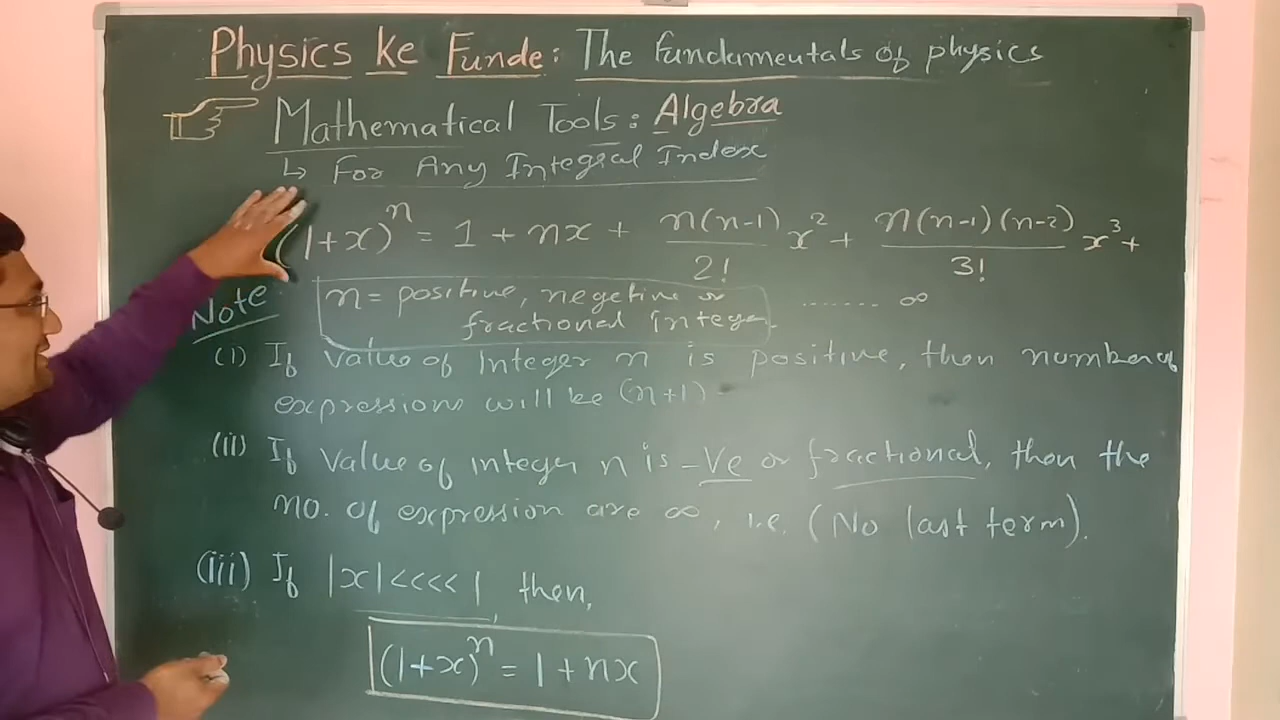 Physics ke Funde: The fundamentals of physics
Mathematical Tools: Algebra
↳ For Any Integral Index
(1+x)^n = 1 + nx + n(n-1)/2! x^2 + n(n-1)(n-2)/3! x^3 +
....... ∞
Note:
n = positive, negetive or
fractional integer.
(i) If value of Integer n is positive, then number of
expressions will be (n+1)
(ii) If value of integer n is -ve or fractional, then the
no. of expression are ∞, i.e. (No last term).
(iii) If |x| <<<< 1 then,
(1+x)^n = 1 + nx